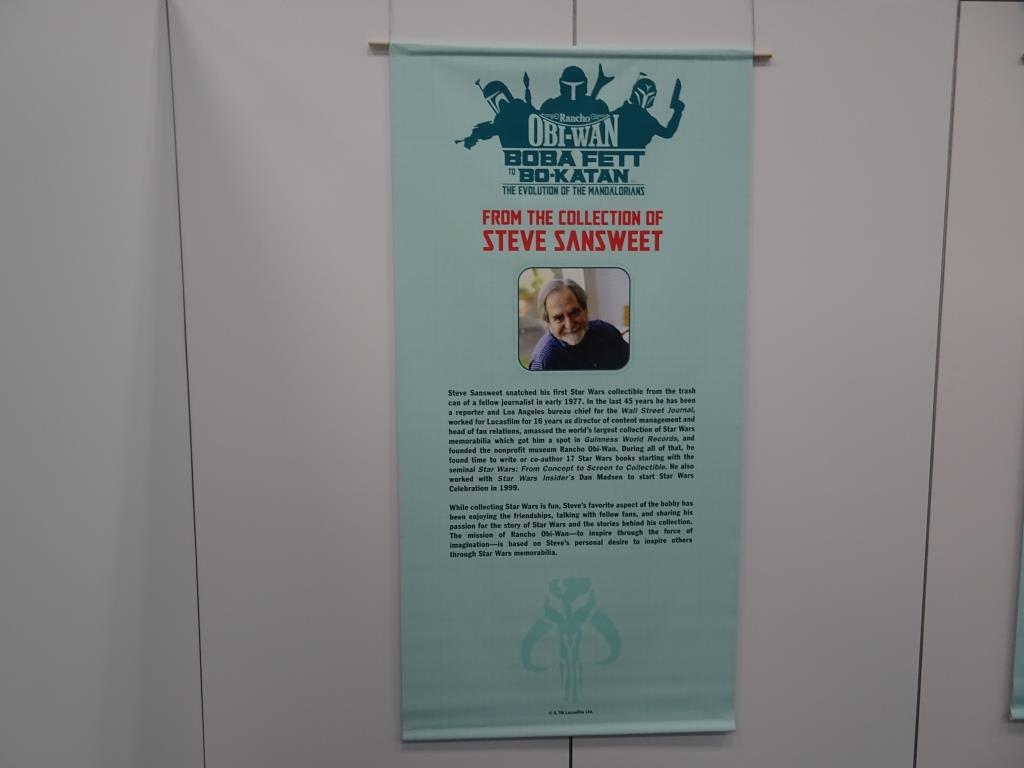 Rancho
OBI-WAN
BOBA FETT
TO BO-KATAN
THE EVOLUTION OF THE MANDALORIANS
FROM THE COLLECTION OF
STEVE SANSWEET
Steve Sansweet snatched his first Star Wars collectible from the trash
can of a fellow journalist in early 1977. In the last 45 years he has been
a reporter and Los Angeles bureau chief for the Wall Street Journal,
worked for Lucasfilm for 16 years as director of content management and
head of fan relations, amassed the world's largest collection of Star Wars
memorabilia which got him a spot in Guinness World Records, and
founded the nonprofit museum Rancho Obi-Wan. During all of that, he
found time to write or co-author 17 Star Wars books starting with the
seminal Star Wars: From Concept to Screen to Collectible. He also
worked with Star Wars Insider's Dan Madsen to start Star Wars
Celebration in 1999.
While collecting Star Wars is fun, Steve's favorite aspect of the hobby has
been enjoying the friendships, talking with fellow fans, and sharing his
passion for the story of Star Wars and the stories behind his collection.
The mission of Rancho Obi-Wan—to inspire through the force of
imagination—is based on Steve's personal desire to inspire others
through Star Wars memorabilia.
© & TM Lucasfilm Ltd.